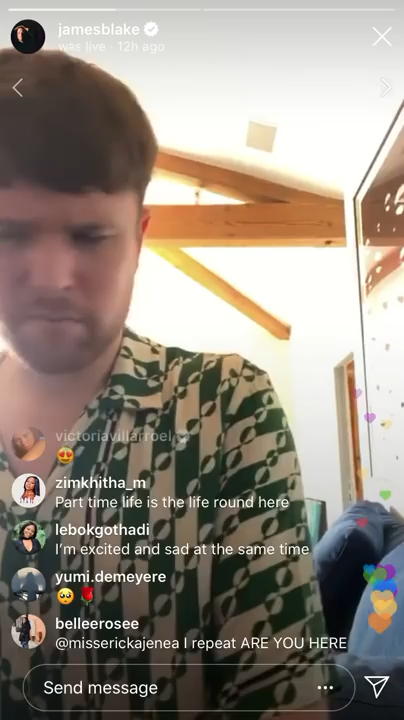 jamesblake
was live · 12h ago
victoriavillarroel
😍
zimkhitha_m
Part time life is the life round here
lebokgothadi
I'm excited and sad at the same time
yumi.demeyere
🥺🌹
belleerosee
@misserickajenea I repeat ARE YOU HERE
Send message